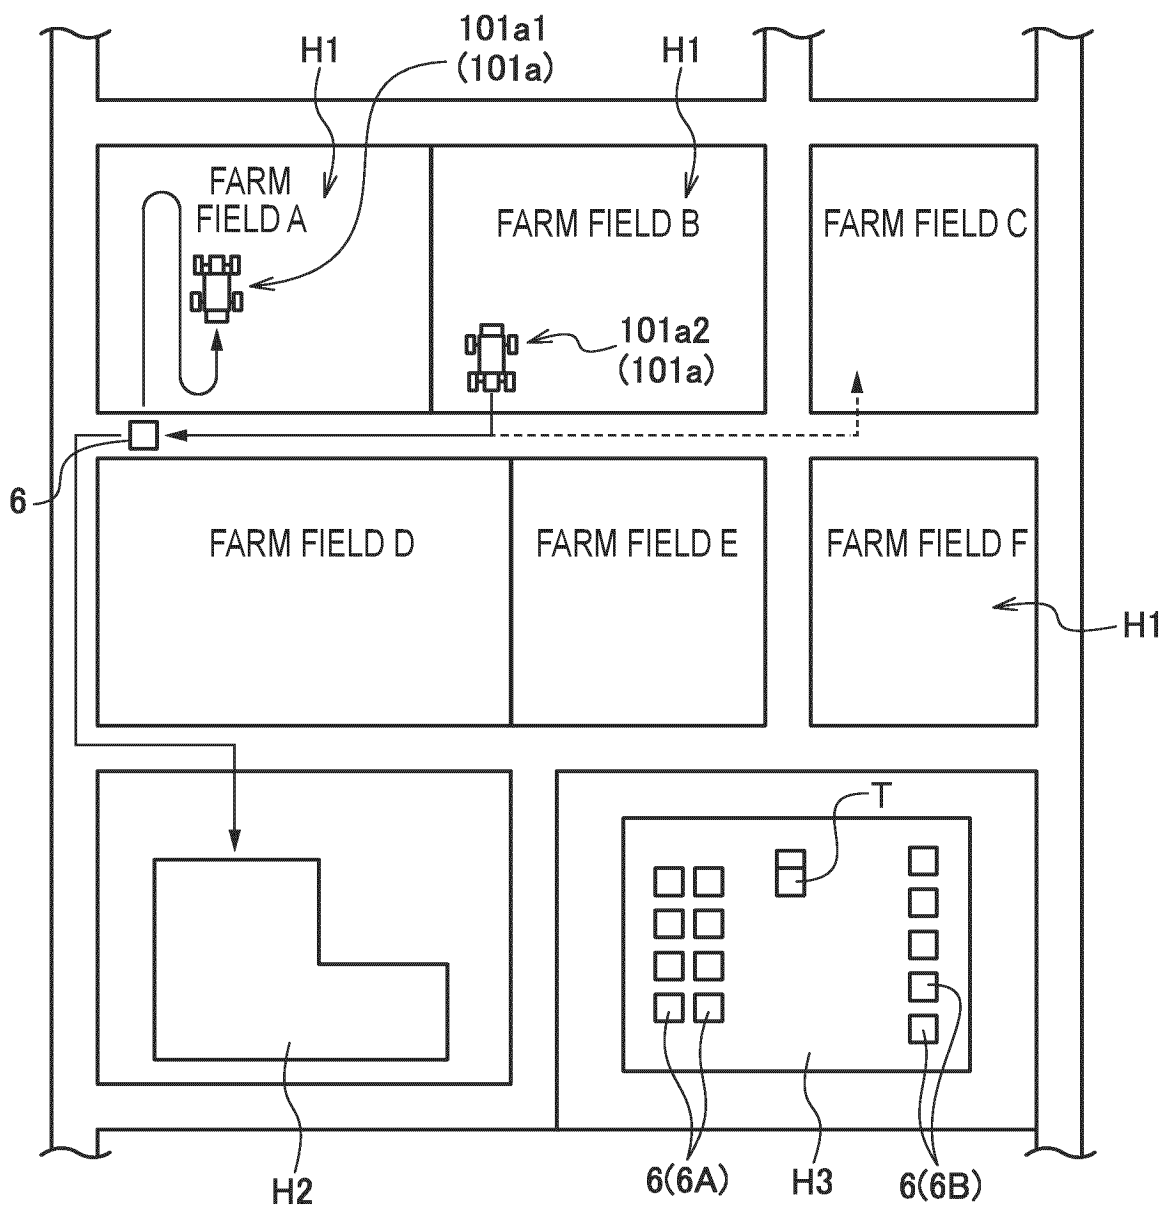 101a1
H1
(101a)
H1
FARM
FIELD A
FARM FIELD B
FARM FIELD C
101a2
(101a)
6
FARM FIELD D
FARM FIELD E
FARM FIELD F
H1
T
H2
6(6A)
H3
6(6B)